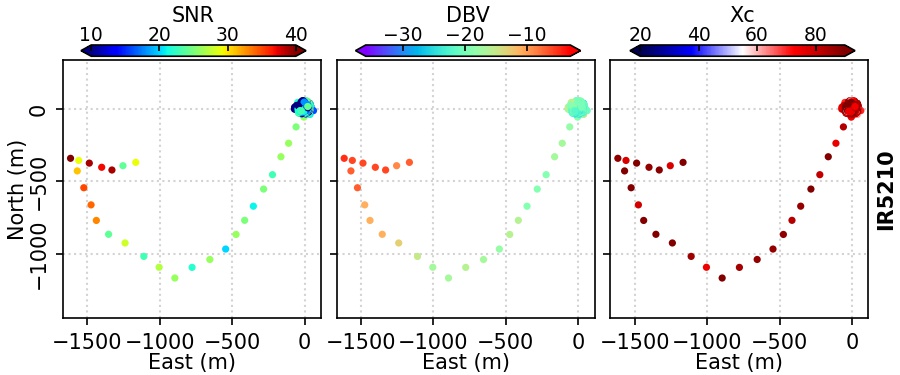 SNR DBV Xc
10 20 30 40 −30 −20 −10 20 40 60 80
North (m)
0
−500
−1000
−1500 −1000 −500 0 −1500 −1000 −500 0 −1500 −1000 −500 0
East (m) East (m) East (m)
IR5210